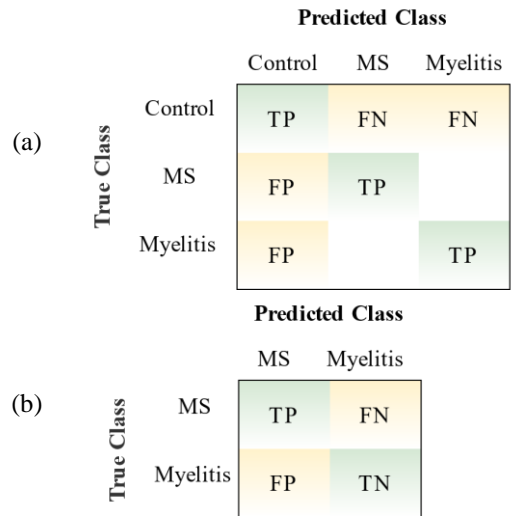 Predicted Class
Control MS Myelitis
(a)
True Class
Control TP FN FN
MS FP TP
Myelitis FP TP
Predicted Class
MS Myelitis
(b)
True Class
MS TP FN
Myelitis FP TN